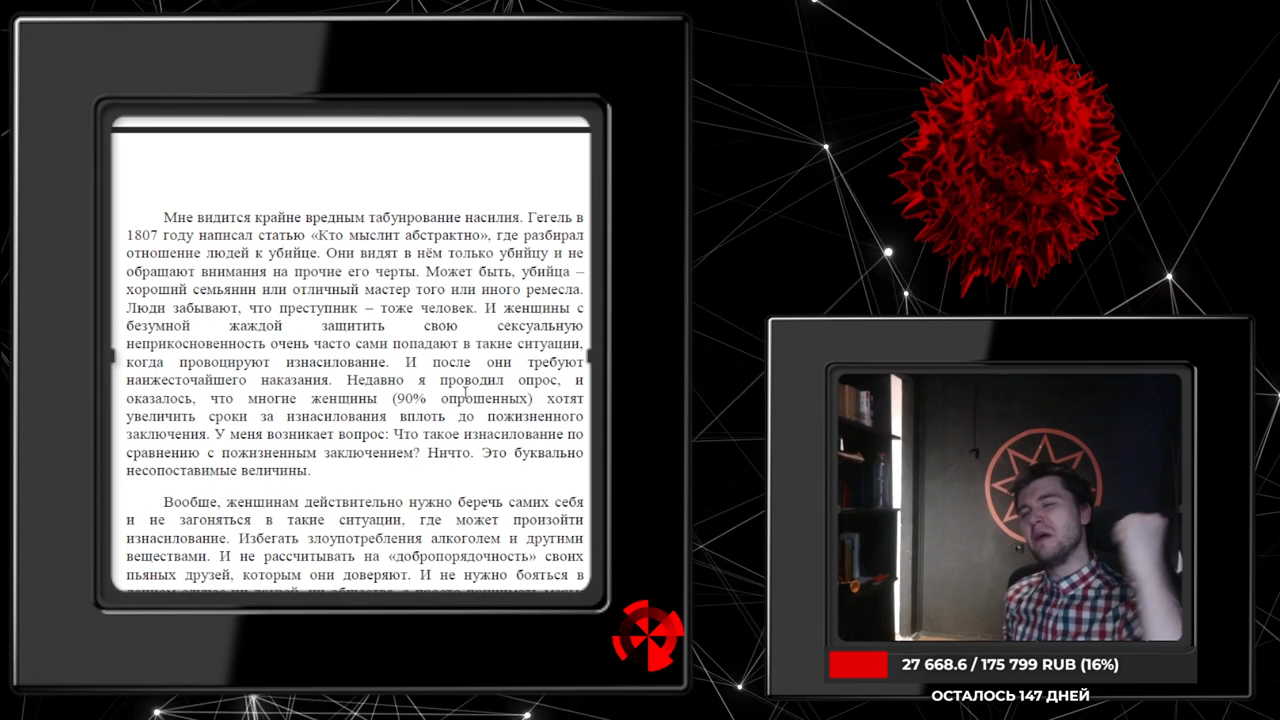 Мне видится крайне вредным табуирование насилия. Гегель в
1807 году написал статью «Кто мыслит абстрактно», где разбирал
отношение людей к убийце. Они видят в нём только убийцу и не
обращают внимания на прочие его черты. Может быть, убийца –
хороший семьянин или отличный мастер того или иного ремесла.
Люди забывают, что преступник – тоже человек. И женщины с
безумной жаждой защитить свою сексуальную
неприкосновенность очень часто сами попадают в такие ситуации,
когда провоцируют изнасилование. И после они требуют
наижесточайшего наказания. Недавно я проводил опрос, и
оказалось, что многие женщины (90% опрошенных) хотят
увеличить сроки за изнасилования вплоть до пожизненного
заключения. У меня возникает вопрос: Что такое изнасилование по
сравнению с пожизненным заключением? Ничто. Это буквально
несопоставимые величины.
Вообще, женщинам действительно нужно беречь самих себя
и не загоняться в такие ситуации, где может произойти
изнасилование. Избегать злоупотребления алкоголем и другими
веществами. И не рассчитывать на «добропорядочность» своих
пьяных друзей, которым они доверяют. И не нужно бояться в
27 668.6 / 175 799 RUB (16%)
ОСТАЛОСЬ 147 ДНЕЙ